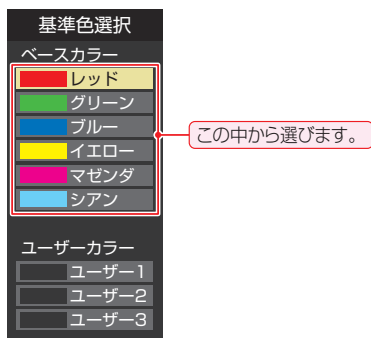 基準色選択
ベースカラー
レッド
グリーン
ブルー
イエロー
マゼンダ
シアン
この中から選びます。
ユーザーカラー
ユーザー1
ユーザー2
ユーザー3